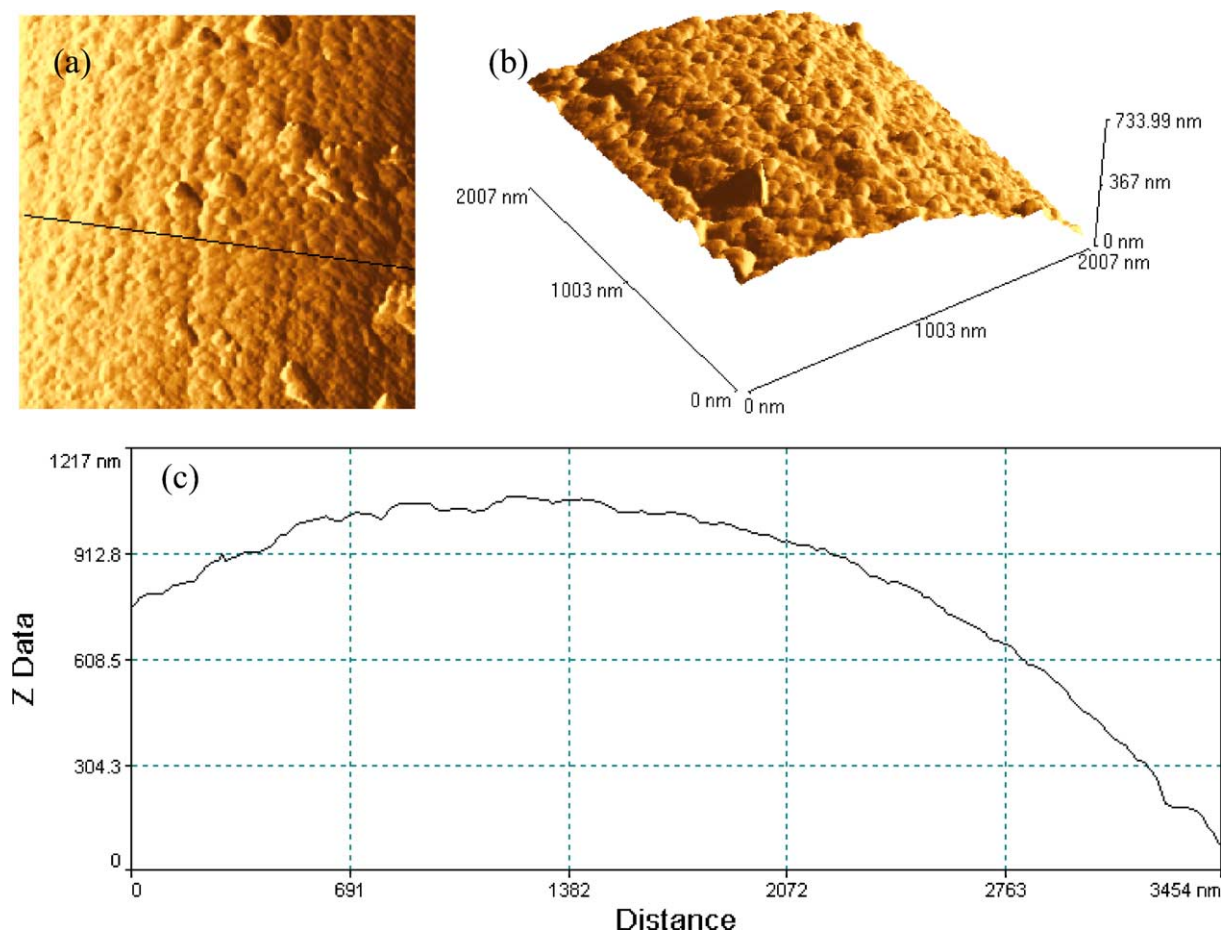 (a)
(b)
733.99 nm
367 nm
0 nm
2007 nm
2007 nm
1003 nm
1003 nm
0 nm
0 nm
(c)
1217 nm
912.8
608.5
304.3
0
Z Data
0
691
1382
2072
2763
3454 nm
Distance